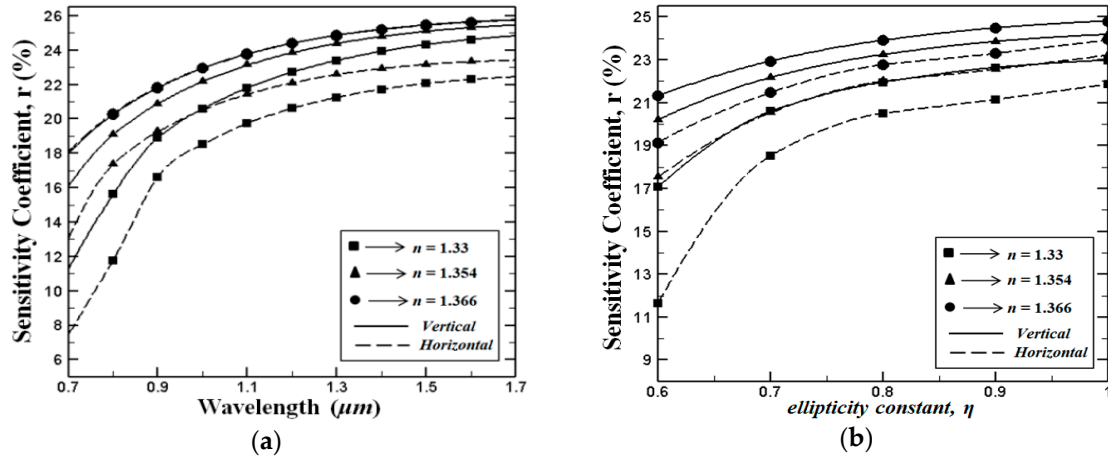 Sensitivity Coefficient, r (%)
26
24
22
20
18
16
14
12
10
8
6
n = 1.33
n = 1.354
n = 1.366
Vertical
Horizontal
0.7 0.9 1.1 1.3 1.5 1.7
Wavelength (μm)
(a)
Sensitivity Coefficient, r (%)
25
23
21
19
17
15
13
11
9
n = 1.33
n = 1.354
n = 1.366
Vertical
Horizontal
0.6 0.7 0.8 0.9 1
ellipticity constant, η
(b)